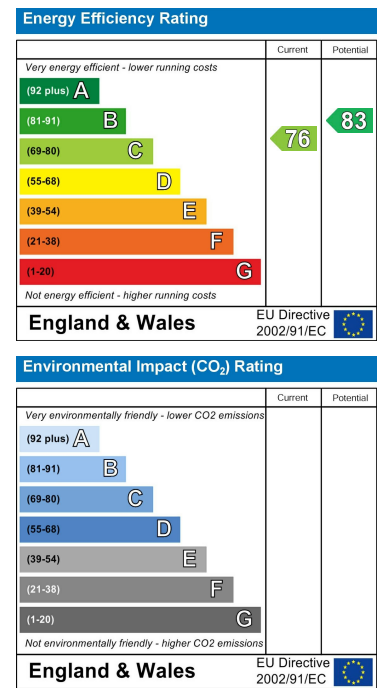 Energy Efficiency Rating
Current Potential
Very energy efficient - lower running costs
(92 plus) A
(81-91) B
83
(69-80) C
76
(55-68) D
(39-54) E
(21-38) F
(1-20) G
Not energy efficient - higher running costs
England & Wales
EU Directive
2002/91/EC
Environmental Impact (CO₂) Rating
Current Potential
Very environmentally friendly - lower CO2 emissions
(92 plus) A
(81-91) B
(69-80) C
(55-68) D
(39-54) E
(21-38) F
(1-20) G
Not environmentally friendly - higher CO2 emissions
England & Wales
EU Directive
2002/91/EC